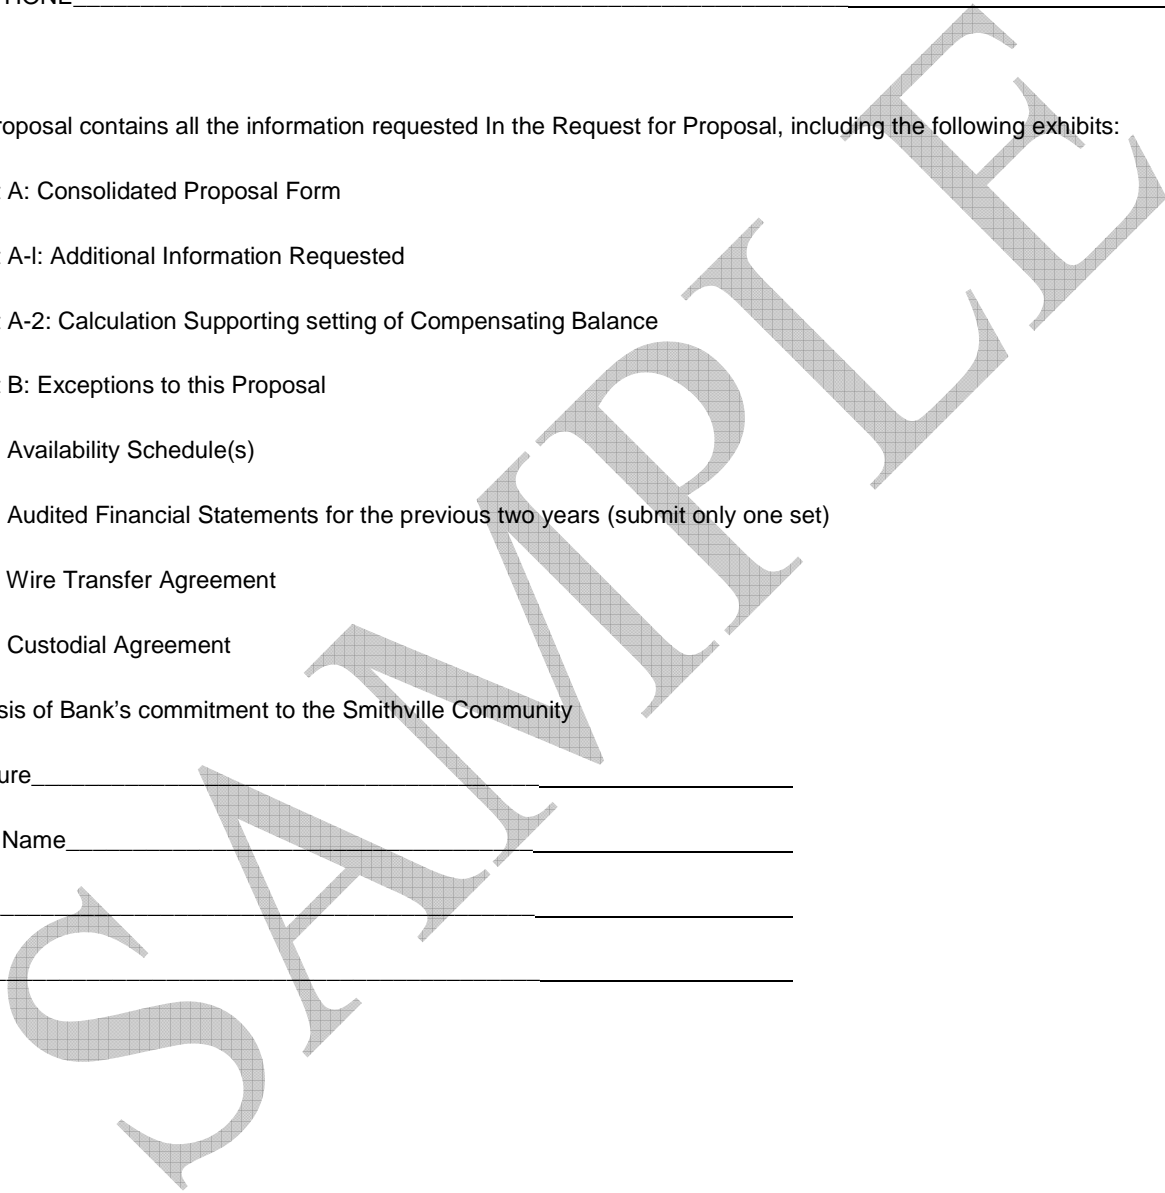 HONE____________________________________________________________
roposal contains all the information requested In the Request for Proposal, including the following exhibits:
A: Consolidated Proposal Form
A-I: Additional Information Requested
A-2: Calculation Supporting setting of Compensating Balance
B: Exceptions to this Proposal
Availability Schedule(s)
Audited Financial Statements for the previous two years (submit only one set)
Wire Transfer Agreement
Custodial Agreement
sis of Bank’s commitment to the Smithville Community
ure________________________________________
Name____________________________________
SAMPLE